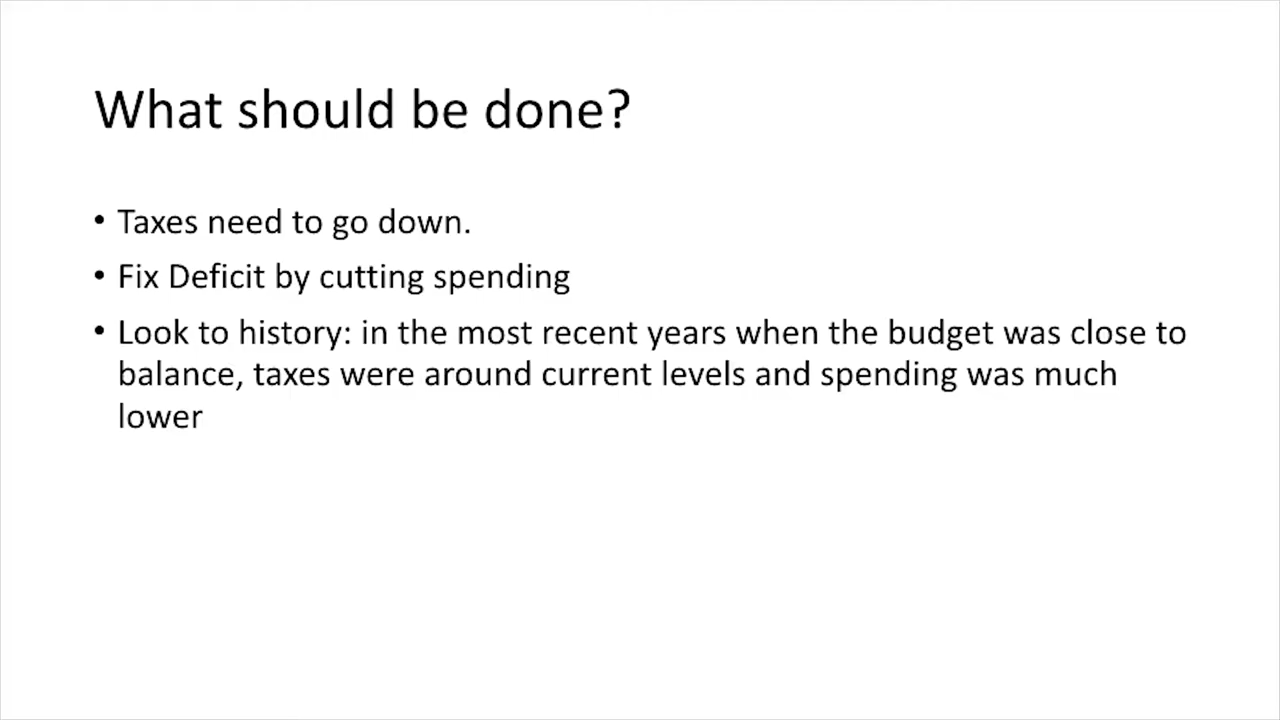 What should be done?
• Taxes need to go down.
• Fix Deficit by cutting spending
• Look to history: in the most recent years when the budget was close to
balance, taxes were around current levels and spending was much
lower